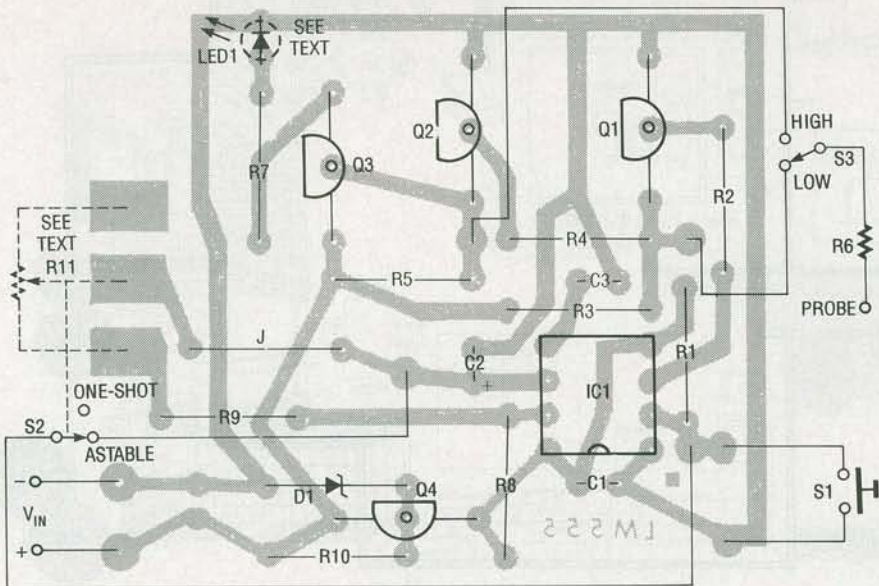 SEE
TEXT
LED1
Q2
Q1
Q3
HIGH
S3
LOW
R7
R2
SEE
TEXT
R11
R4
R6
R5
C3
R3
PROBE
J
C2
+
R1
IC1
ONE-SHOT
R9
S2
ASTABLE
-
D1
Q4
R8
C1
S1
VIN
LM555
+
R10